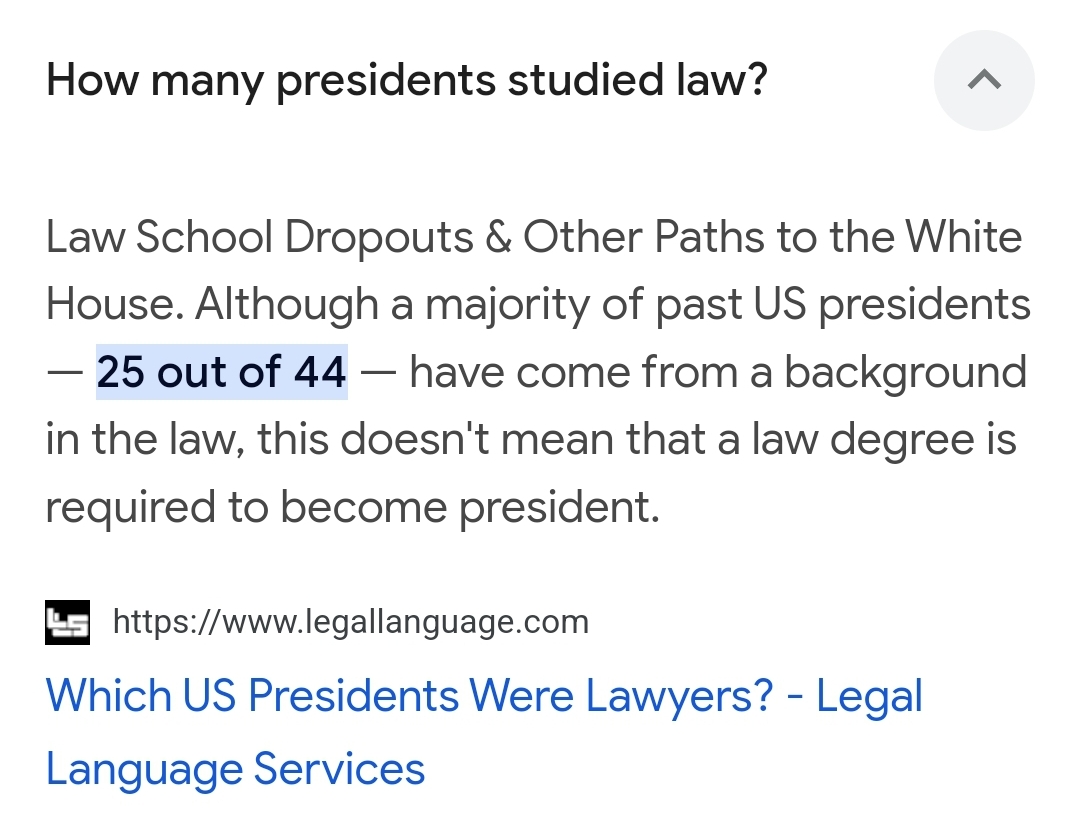 How many presidents studied law?
Law School Dropouts & Other Paths to the White
House. Although a majority of past US presidents
— 25 out of 44 — have come from a background
in the law, this doesn't mean that a law degree is
required to become president.
LLS
https://www.legallanguage.com
Which US Presidents Were Lawyers? - Legal
Language Services